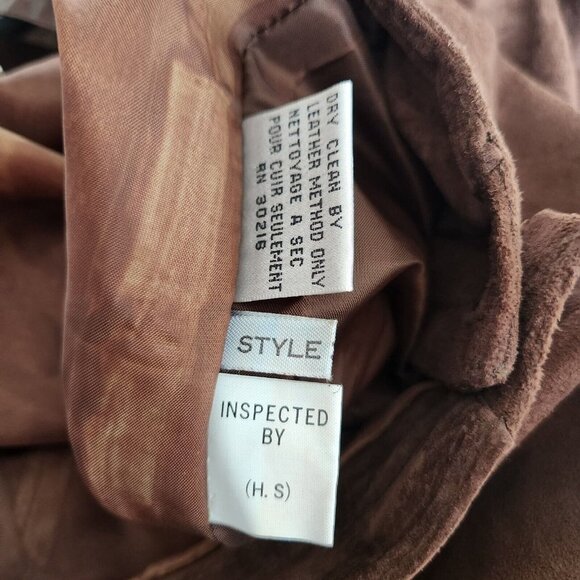 DRY CLEAN BY
LEATHER METHOD ONLY
NETTOYAGE A SEC
POUR CUIR SEULEMENT
RN 30216
STYLE
INSPECTED
BY
(H. S)